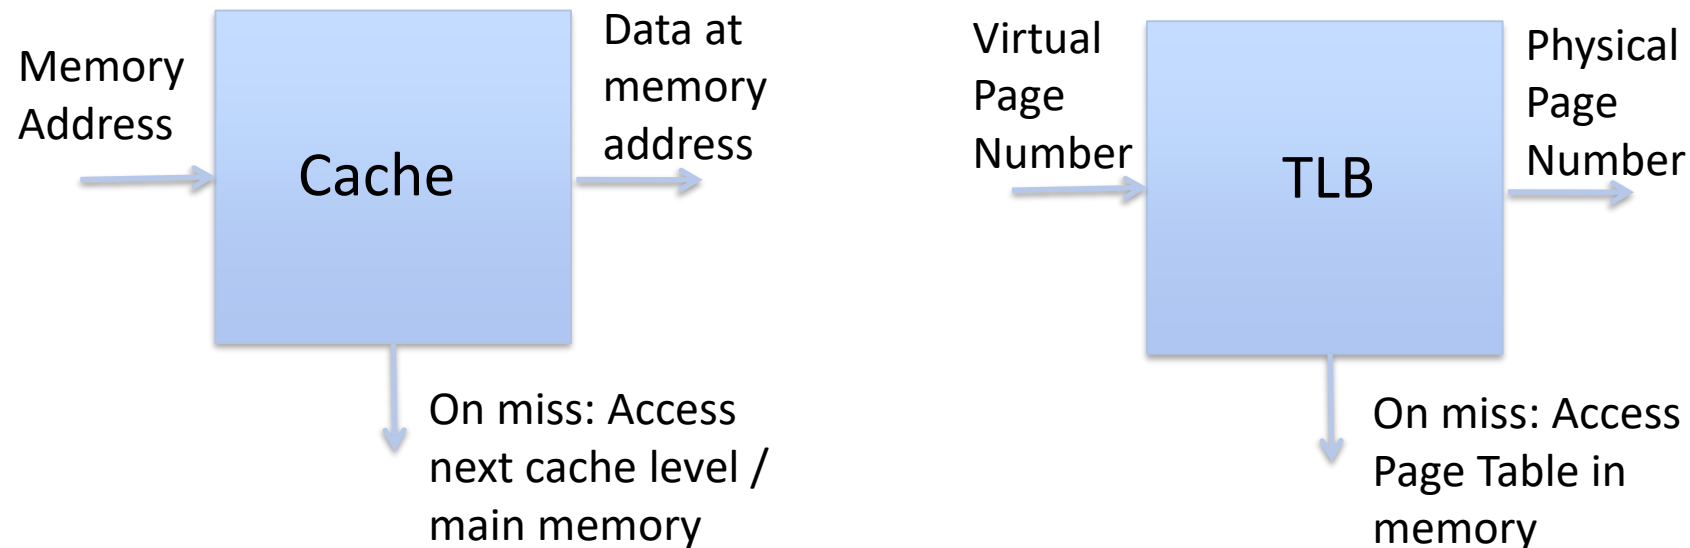 Memory
Address
Cache
Data at
memory
address
On miss: Access
next cache level /
main memory
Virtual
Page
Number
TLB
Physical
Page
Number
On miss: Access
Page Table in
memory